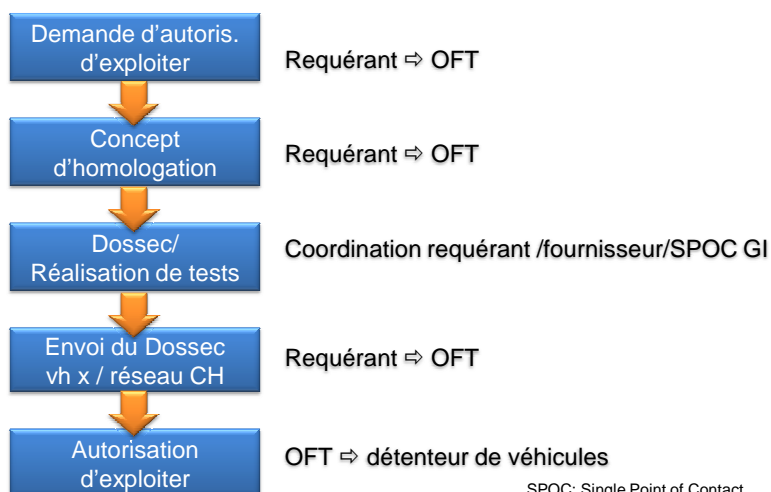 Demande d'autoris.
d'exploiter
Requérant ⇨ OFT
Concept
d'homologation
Requérant ⇨ OFT
Dossec/
Réalisation de tests
Coordination requérant /fournisseur/SPOC GI
Envoi du Dossec
vh x / réseau CH
Requérant ⇨ OFT
Autorisation
d'exploiter
OFT ⇨ détenteur de véhicules
SPOC: Single Point of Contact